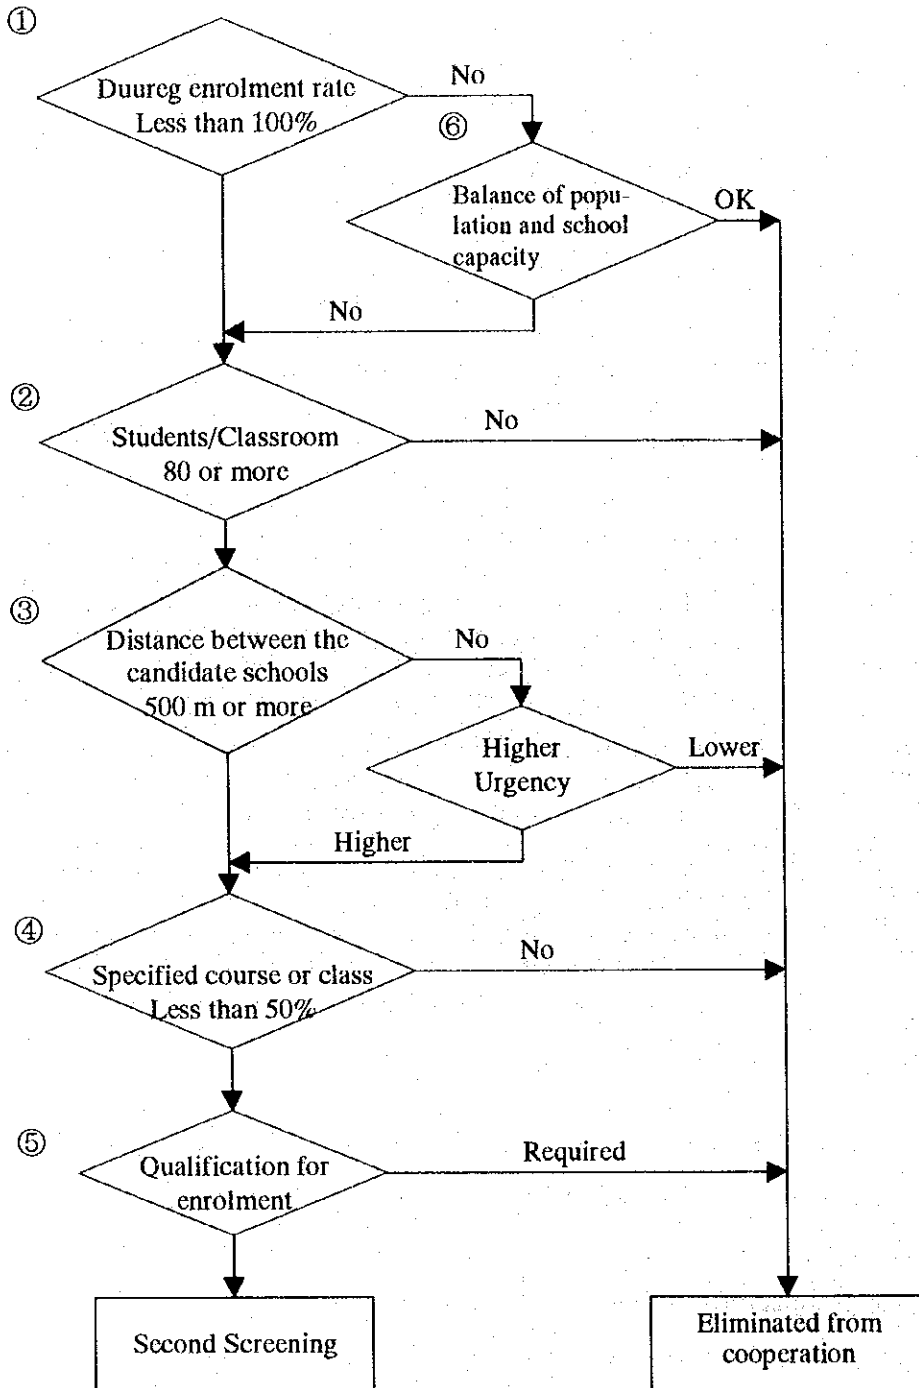 ①
Duureg enrolment rate
Less than 100%
No
⑥
Balance of popu-
lation and school
capacity
OK
No
②
Students/Classroom
80 or more
No
③
Distance between the
candidate schools
500 m or more
No
Higher
Urgency
Lower
Higher
④
Specified course or class
Less than 50%
No
⑤
Qualification for
enrolment
Required
Second Screening
Eliminated from
cooperation